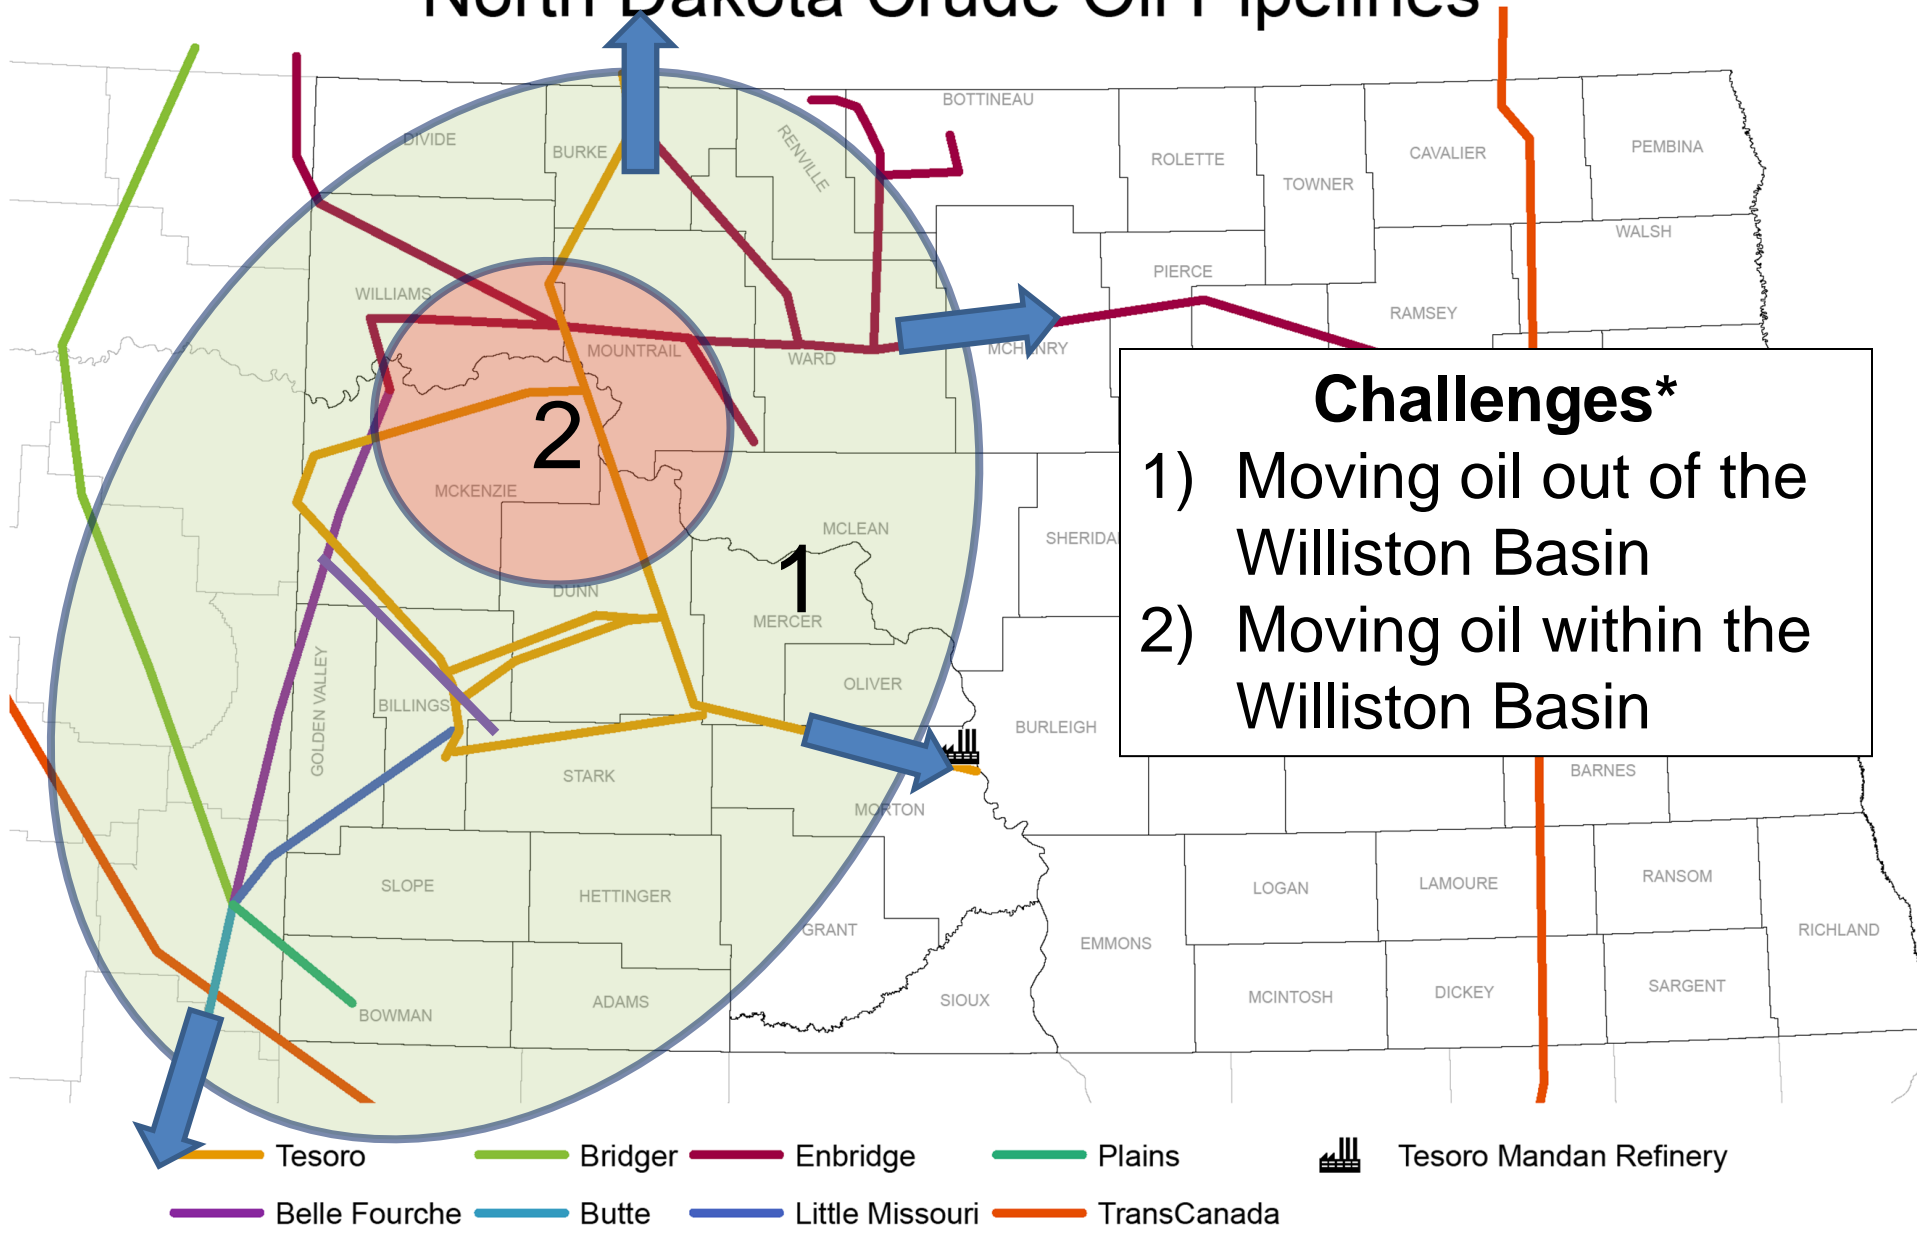 North Dakota Crude Oil Pipelines
BOTTINEAU
DIVIDE
BURKE
RENVILLE
ROLETTE
TOWNER
CAVALIER
PEMBINA
WALSH
PIERCE
WILLIAMS
RAMSEY
MOUNTRAIL
WARD
MCHENRY
Challenges*
1) Moving oil out of the
Williston Basin
2) Moving oil within the
Williston Basin
2
MCKENZIE
MCLEAN
SHERIDA
1
DUNN
MERCER
GOLDEN VALLEY
BILLINGS
OLIVER
BURLEIGH
STARK
BARNES
MORTON
SLOPE
HETTINGER
LOGAN
LAMOURE
RANSOM
GRANT
EMMONS
RICHLAND
BOWMAN
ADAMS
SIOUX
MCINTOSH
DICKEY
SARGENT
Tesoro Bridger Enbridge Plains Tesoro Mandan Refinery
Belle Fourche Butte Little Missouri TransCanada